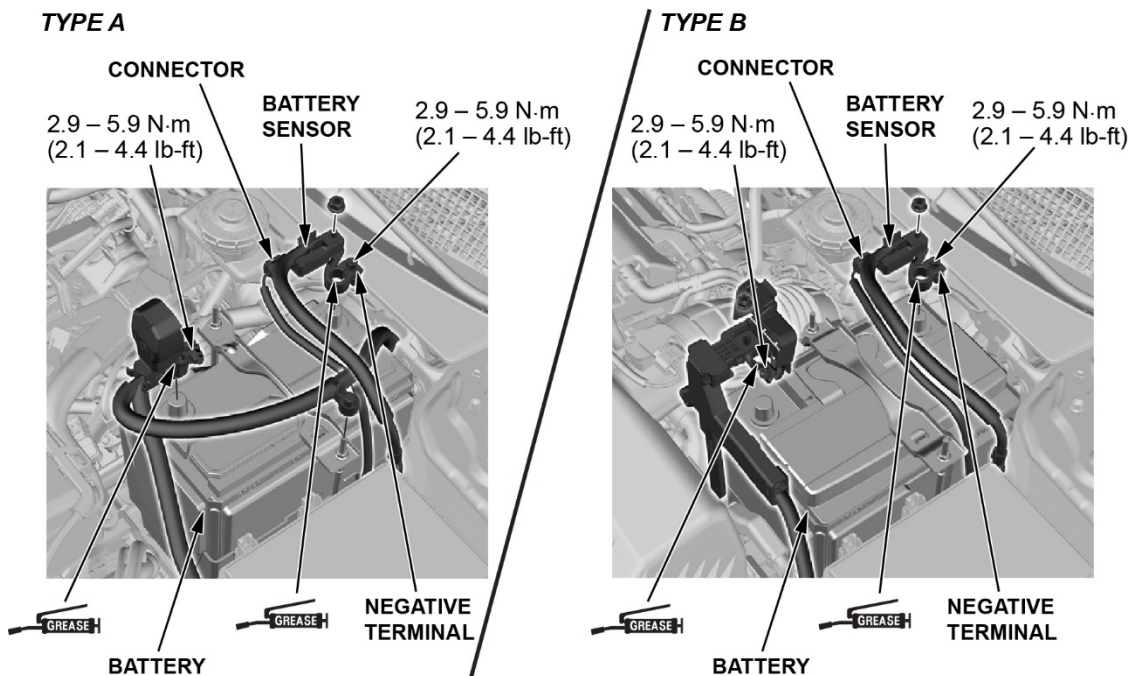 TYPE A
CONNECTOR
BATTERY
SENSOR
2.9 – 5.9 N·m
(2.1 – 4.4 lb-ft)
2.9 – 5.9 N·m
(2.1 – 4.4 lb-ft)
GREASE
GREASE
NEGATIVE
TERMINAL
BATTERY
TYPE B
CONNECTOR
BATTERY
SENSOR
2.9 – 5.9 N·m
(2.1 – 4.4 lb-ft)
2.9 – 5.9 N·m
(2.1 – 4.4 lb-ft)
GREASE
GREASE
NEGATIVE
TERMINAL
BATTERY